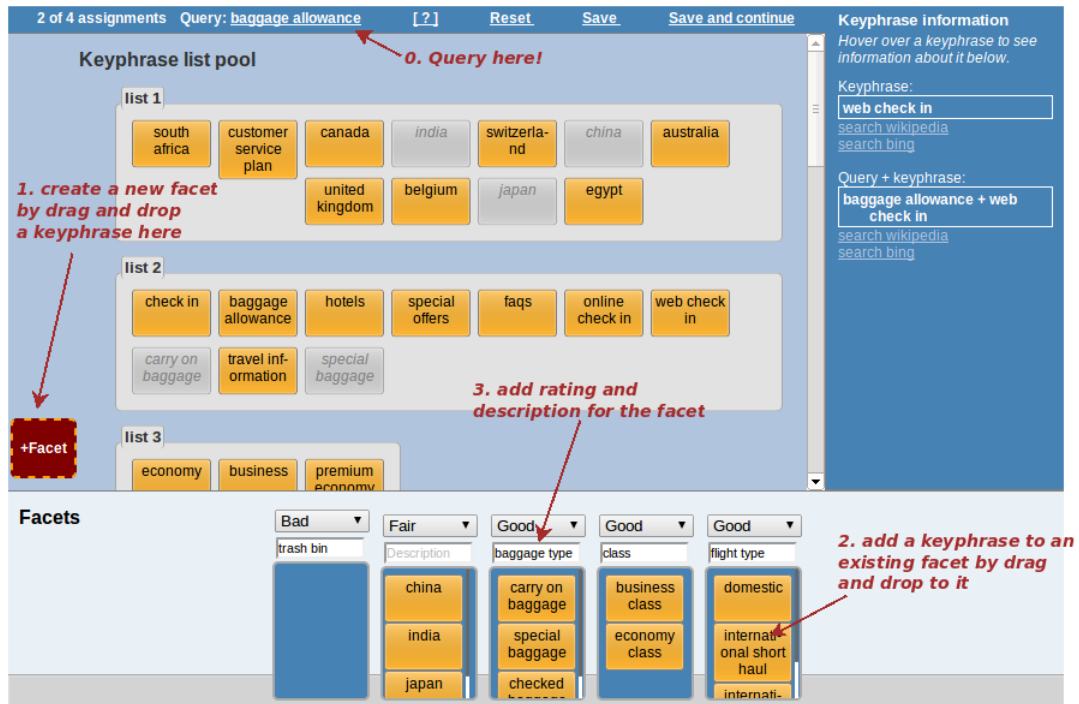 2 of 4 assignments Query: baggage allowance [ ? ] Reset Save Save and continue
Keyphrase information
Hover over a keyphrase to see
information about it below.
Keyphrase:
web check in
search wikipedia
search bing
Query + keyphrase:
baggage allowance + web
check in
search wikipedia
search bing
0. Query here!
Keyphrase list pool
list 1
south
africa
customer
service
plan
canada
india
switzerla-
nd
china
australia
united
kingdom
belgium
japan
egypt
1. create a new facet
by drag and drop
a keyphrase here
list 2
check in
baggage
allowance
hotels
special
offers
faqs
online
check in
web check
in
carry on
baggage
travel inf-
ormation
special
baggage
3. add rating and
description for the facet
+Facet
list 3
economy
business
premium
economy
Facets
Bad
trash bin
Fair
Description
china
india
japan
Good
baggage type
carry on
baggage
special
baggage
checked
baggage
Good
class
business
class
economy
class
Good
flight type
domestic
internati-
onal short
haul
internati-
2. add a keyphrase to an
existing facet by drag
and drop to it